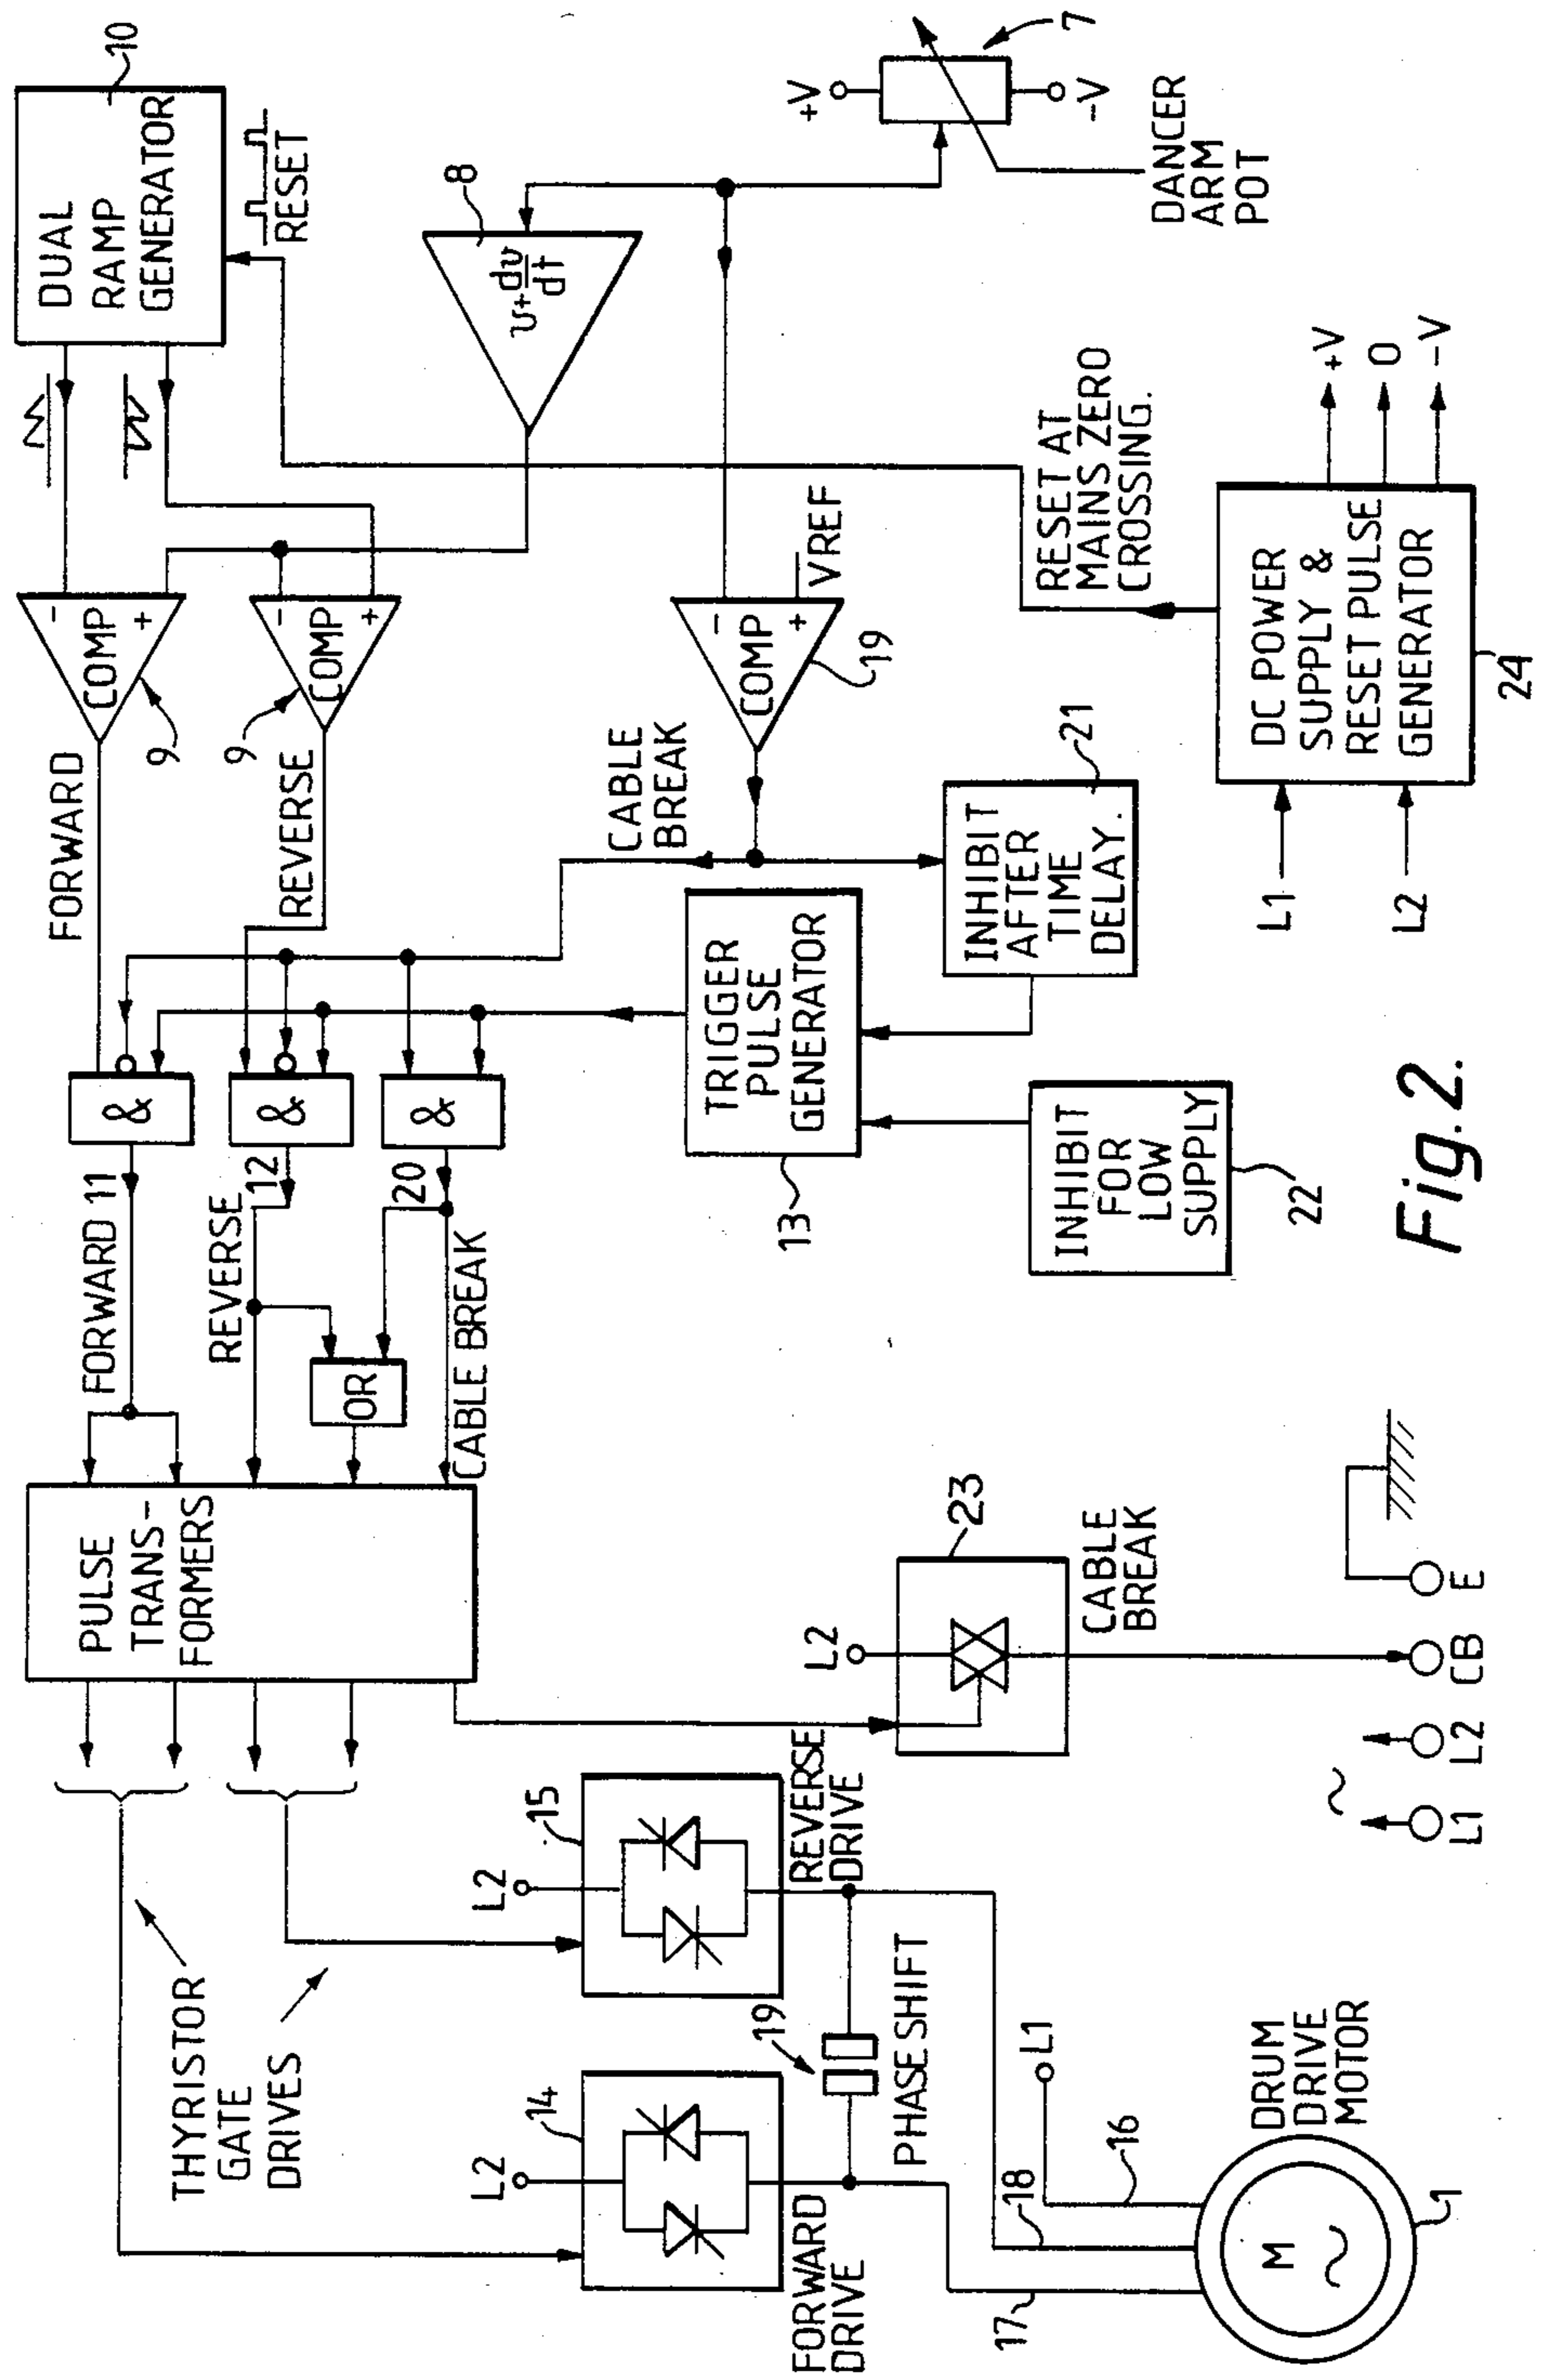 10
DUAL
RAMP
GENERATOR
RESET
8
v+dv/dt
+V
7
-V
DANCER
ARM
POT
-
+
COMP
9
-
+
COMP
9
FORWARD
REVERSE
-
+
COMP
VREF
19
CABLE
BREAK
RESET AT
MAINS ZERO
CROSSING.
+V
0
-V
DC POWER
SUPPLY &
RESET PULSE
GENERATOR
24
L1
L2
INHIBIT
AFTER
TIME
DELAY.
21
TRIGGER
PULSE
GENERATOR
13
INHIBIT
FOR
LOW
SUPPLY
22
&
&
&
FORWARD 11
REVERSE
12
20
OR
CABLE BREAK
PULSE
TRANS-
FORMERS
23
L2
CABLE
BREAK
THYRISTOR
GATE
DRIVES
15
L2
REVERSE
DRIVE
14
L2
FORWARD
DRIVE
19
PHASE SHIFT
L1
16
18
17
M
~
1
DRUM
DRIVE
MOTOR
~
L1
L2
CB
E
Fig.2.